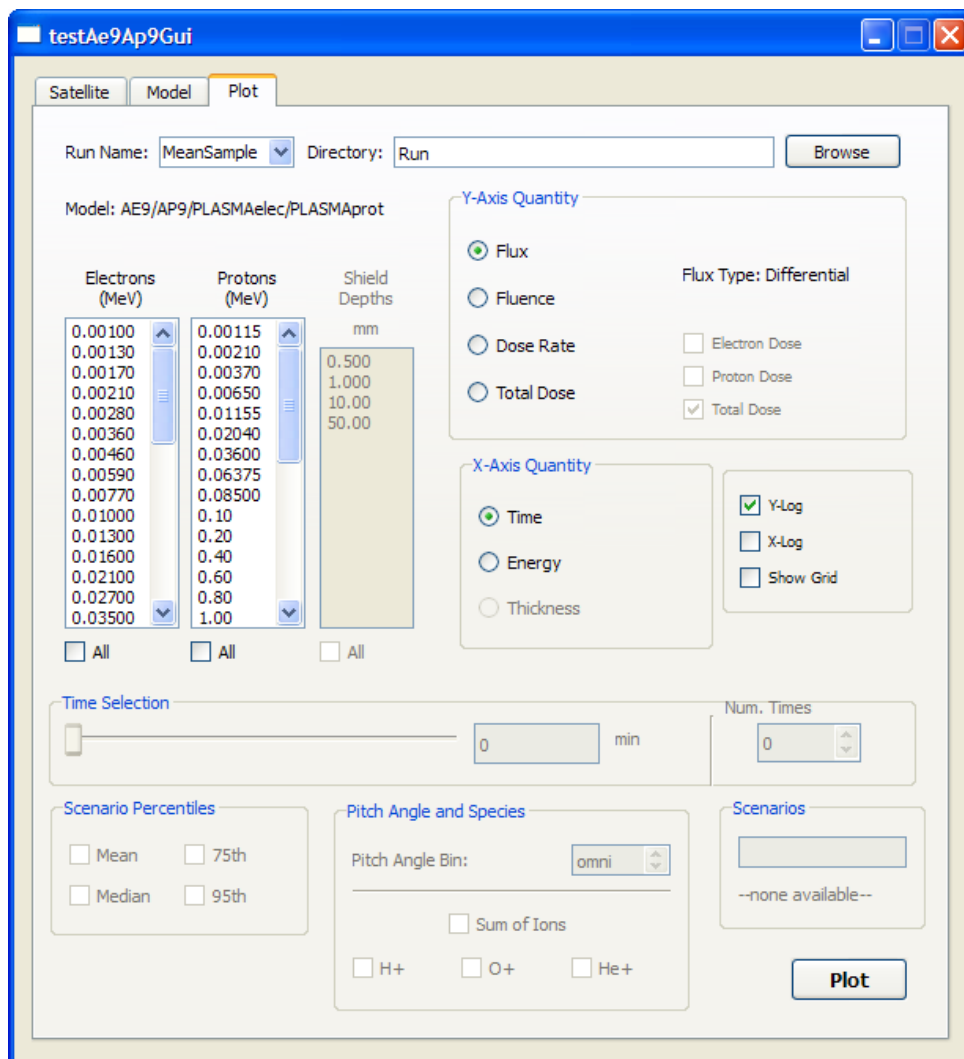 testAe9Ap9Gui
Satellite Model Plot
Run Name: MeanSample Directory: Run Browse
Model: AE9/AP9/PLASMAelec/PLASMAprot
Electrons (MeV)
0.00100
0.00130
0.00170
0.00210
0.00280
0.00360
0.00460
0.00590
0.00770
0.01000
0.01300
0.01600
0.02100
0.02700
0.03500
All
Protons (MeV)
0.00115
0.00210
0.00370
0.00650
0.01155
0.02040
0.03600
0.06375
0.08500
0.10
0.20
0.40
0.60
0.80
1.00
All
Shield
Depths
mm
0.500
1.000
10.00
50.00
All
Y-Axis Quantity
Flux
Fluence
Dose Rate
Total Dose
Flux Type: Differential
Electron Dose
Proton Dose
Total Dose
X-Axis Quantity
Time
Energy
Thickness
Y-Log
X-Log
Show Grid
Time Selection
0 min
Num. Times
0
Scenario Percentiles
Mean 75th
Median 95th
Pitch Angle and Species
Pitch Angle Bin: omni
Sum of Ions
H+ O+ He+
Scenarios
--none available--
Plot